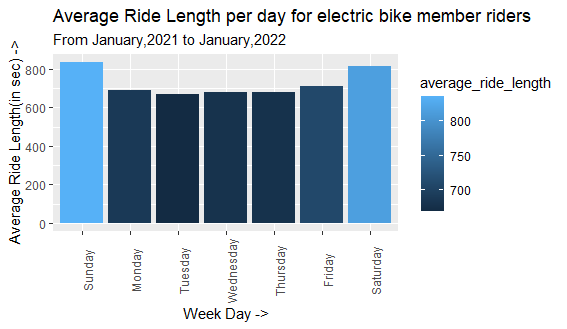 Average Ride Length per day for electric bike member riders
From January,2021 to January,2022
Average Ride Length(in sec) ->
800
600
400
200
0
Sunday
Monday
Tuesday
Wednesday
Thursday
Friday
Saturday
Week Day ->
average_ride_length
800
750
700